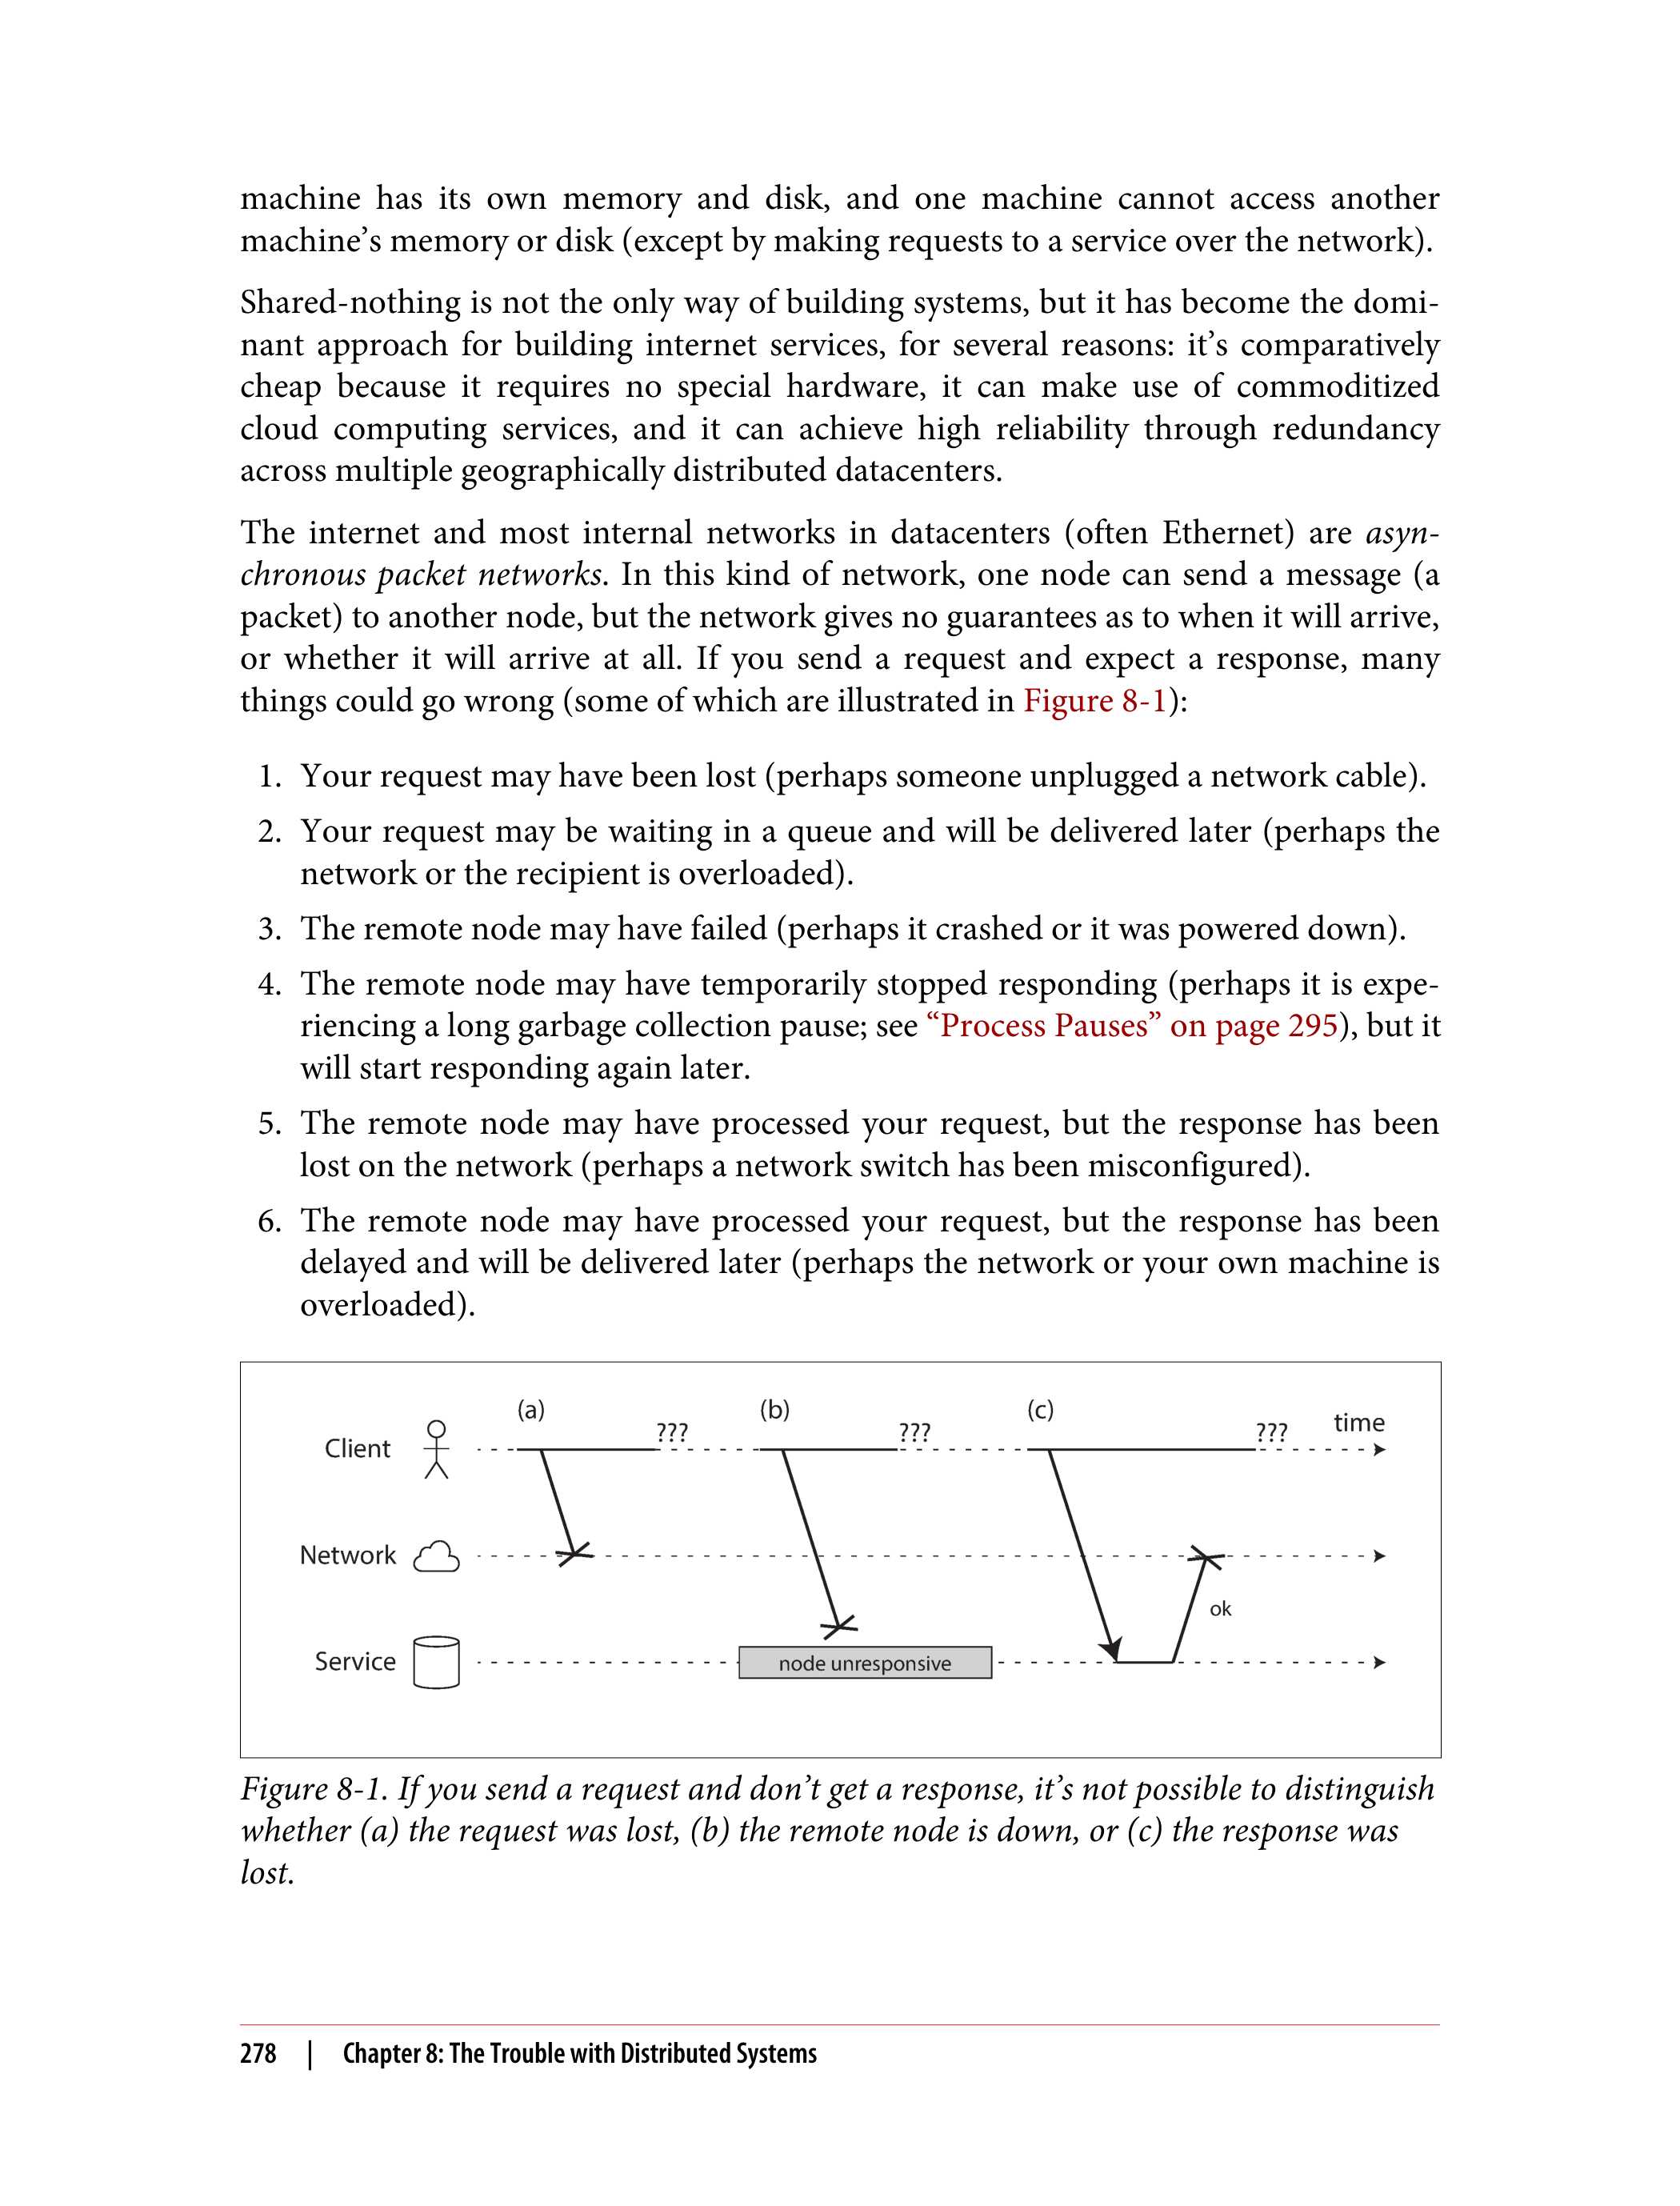 machine has its own memory and disk, and one machine cannot access another
machine’s memory or disk (except by making requests to a service over the network).
Shared-nothing is not the only way of building systems, but it has become the domi-
nant approach for building internet services, for several reasons: it’s comparatively
cheap because it requires no special hardware, it can make use of commoditized
cloud computing services, and it can achieve high reliability through redundancy
across multiple geographically distributed datacenters.
The internet and most internal networks in datacenters (often Ethernet) are asyn-
chronous packet networks. In this kind of network, one node can send a message (a
packet) to another node, but the network gives no guarantees as to when it will arrive,
or whether it will arrive at all. If you send a request and expect a response, many
things could go wrong (some of which are illustrated in Figure 8-1):
1. Your request may have been lost (perhaps someone unplugged a network cable).
2. Your request may be waiting in a queue and will be delivered later (perhaps the
network or the recipient is overloaded).
3. The remote node may have failed (perhaps it crashed or it was powered down).
4. The remote node may have temporarily stopped responding (perhaps it is expe-
riencing a long garbage collection pause; see “Process Pauses” on page 295), but it
will start responding again later.
5. The remote node may have processed your request, but the response has been
lost on the network (perhaps a network switch has been misconfigured).
6. The remote node may have processed your request, but the response has been
delayed and will be delivered later (perhaps the network or your own machine is
overloaded).
(a) (b) (c)
Client ??? ??? ??? time
Network
ok
Service node unresponsive
Figure 8-1. If you send a request and don’t get a response, it’s not possible to distinguish
whether (a) the request was lost, (b) the remote node is down, or (c) the response was
lost.
278 | Chapter 8: The Trouble with Distributed Systems